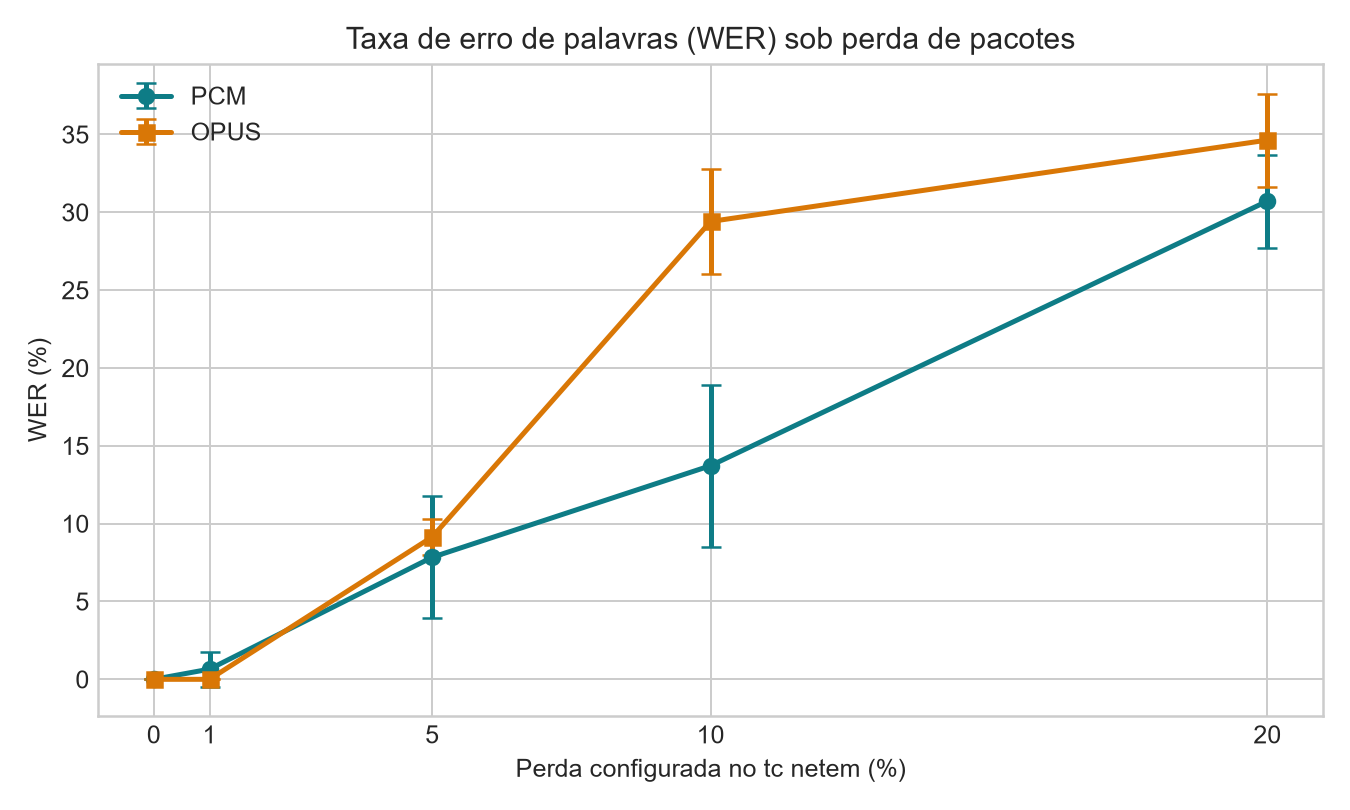 Taxa de erro de palavras (WER) sob perda de pacotes
PCM
OPUS
WER (%)
35
30
25
20
15
10
5
0
0 1 5 10 20
Perda configurada no tc netem (%)